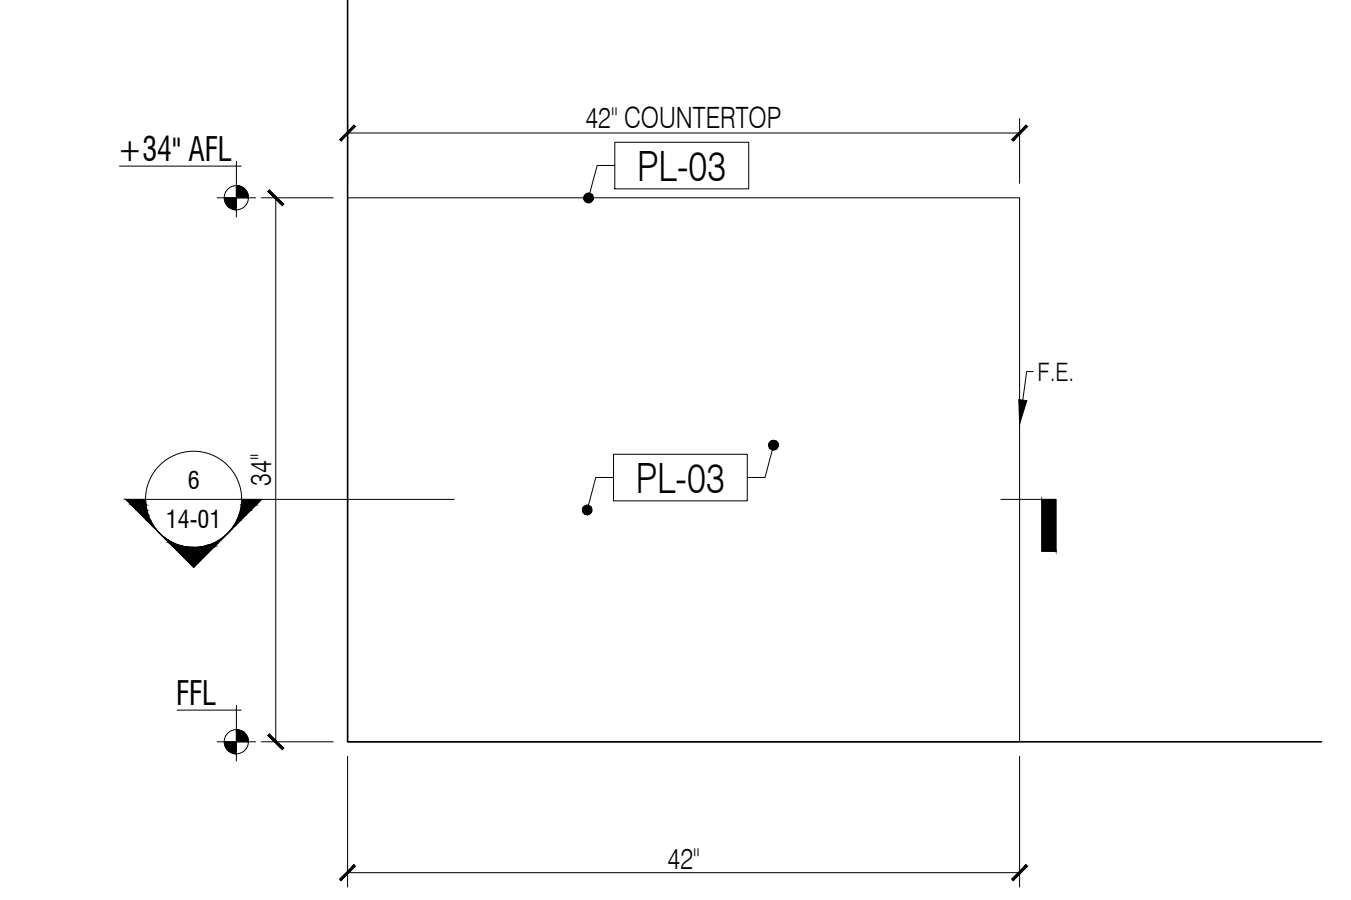 42" COUNTERTOP
+34" AFL
PL-03
F.E.
34"
6
14-01
PL-03
FFL
42"